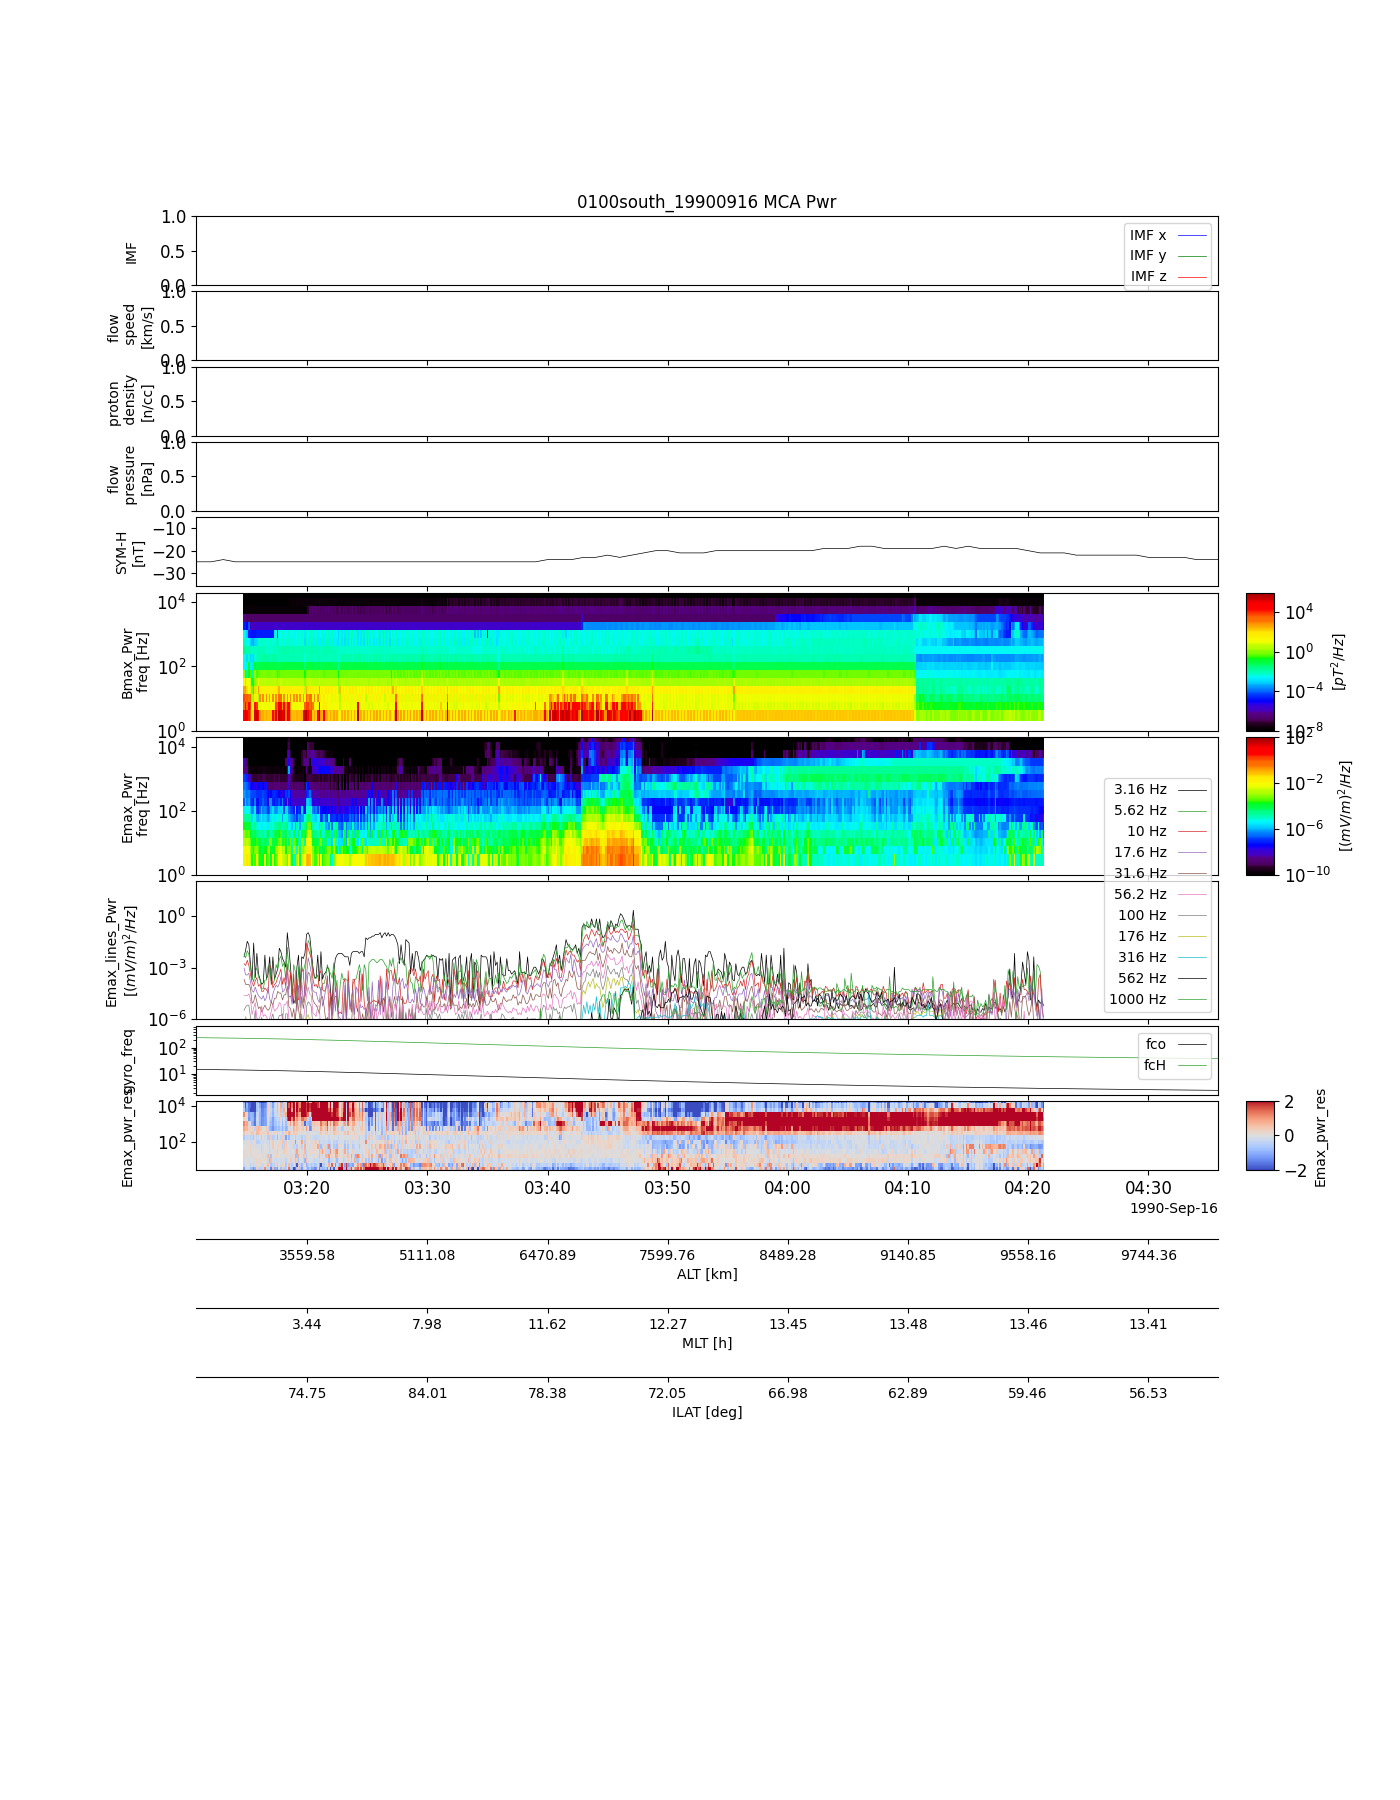 0100south_19900916 MCA Pwr
1.0
0.5
0.0
IMF
IMF x
IMF y
IMF z
1.0
0.5
0.0
flow
speed
[km/s]
1.0
0.5
0.0
proton
density
[n/cc]
1.0
0.5
0.0
flow
pressure
[nPa]
−10
−20
−30
SYM-H
[nT]
10^4
10^2
10^0
Bmax_Pwr
freq [Hz]
10^4
10^0
10^−4
10^−8
[pT^2/Hz]
10^4
10^2
10^0
Emax_Pwr
freq [Hz]
10^2
10^−2
10^−6
10^−10
[(mV/m)^2/Hz]
3.16 Hz
5.62 Hz
10 Hz
17.6 Hz
31.6 Hz
56.2 Hz
100 Hz
176 Hz
316 Hz
562 Hz
1000 Hz
10^0
10^−3
10^−6
Emax_lines_Pwr
[(mV/m)^2/Hz]
10^2
10^1
gyro_freq
fco
fcH
10^4
10^2
Emax_pwr_res
2
0
−2
Emax_pwr_res
03:20 03:30 03:40 03:50 04:00 04:10 04:20 04:30
1990-Sep-16
3559.58 5111.08 6470.89 7599.76 8489.28 9140.85 9558.16 9744.36
ALT [km]
3.44 7.98 11.62 12.27 13.45 13.48 13.46 13.41
MLT [h]
74.75 84.01 78.38 72.05 66.98 62.89 59.46 56.53
ILAT [deg]